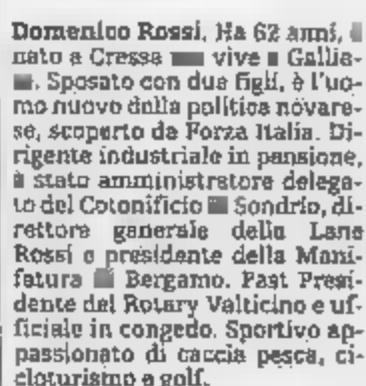 Domenico Rossi. Ha 62 anni, è
nato a Cressa vive a Gallia-
Sposato con due figli, è l'uo-
mo nuovo della politica novare-
se, scoperto da Forza Italia. Di-
rigente industriale in pensione,
è stato amministratore delega-
to del Cotonificio Sondrio, di-
rettore generale della Lane
Rossi e presidente della Mani-
fatura Bergamo. Past Presi-
dente del Rotary Valticino e uf-
ficiale in congedo. Sportivo ap-
passionato di caccia pesca, ci-
cloturismo e golf.